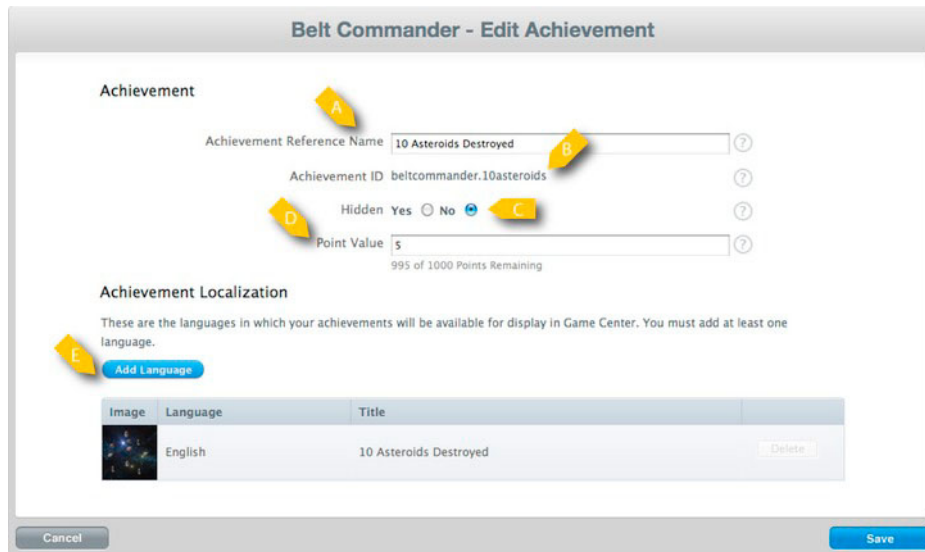 Belt Commander - Edit Achievement
Achievement
A
Achievement Reference Name 10 Asteroids Destroyed ?
B
Achievement ID beltcommander.10asteroids ?
Hidden Yes No C ?
D
Point Value 5 ?
995 of 1000 Points Remaining
Achievement Localization
These are the languages in which your achievements will be available for display in Game Center. You must add at least one
language.
E
Add Language
Image Language Title
English 10 Asteroids Destroyed Delete
Cancel Save